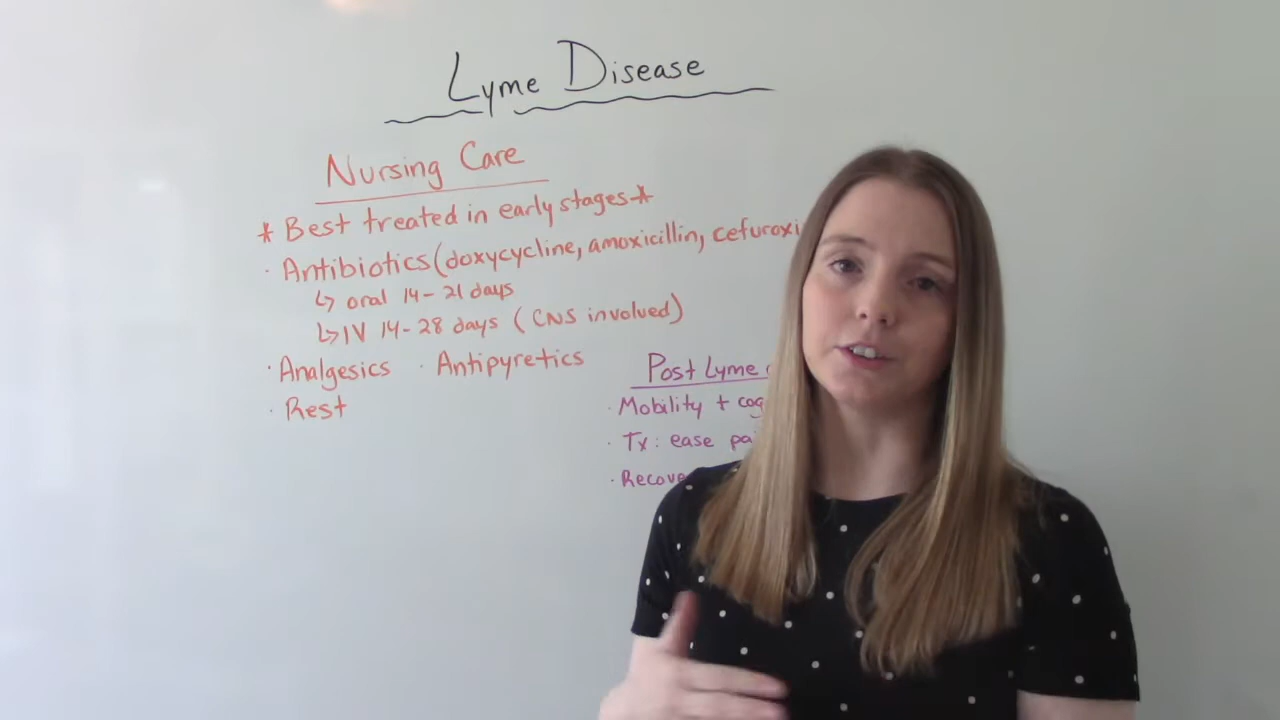 Lyme Disease
Nursing Care
* Best treated in early stages *
· Antibiotics (doxycycline, amoxicillin, cefuroxi
↳ oral 14-21 days
↳ IV 14-28 days (CNS involved)
· Analgesics · Antipyretics
· Rest
Post Lyme
· Mobility + cog
· Tx: ease pai
· Recove